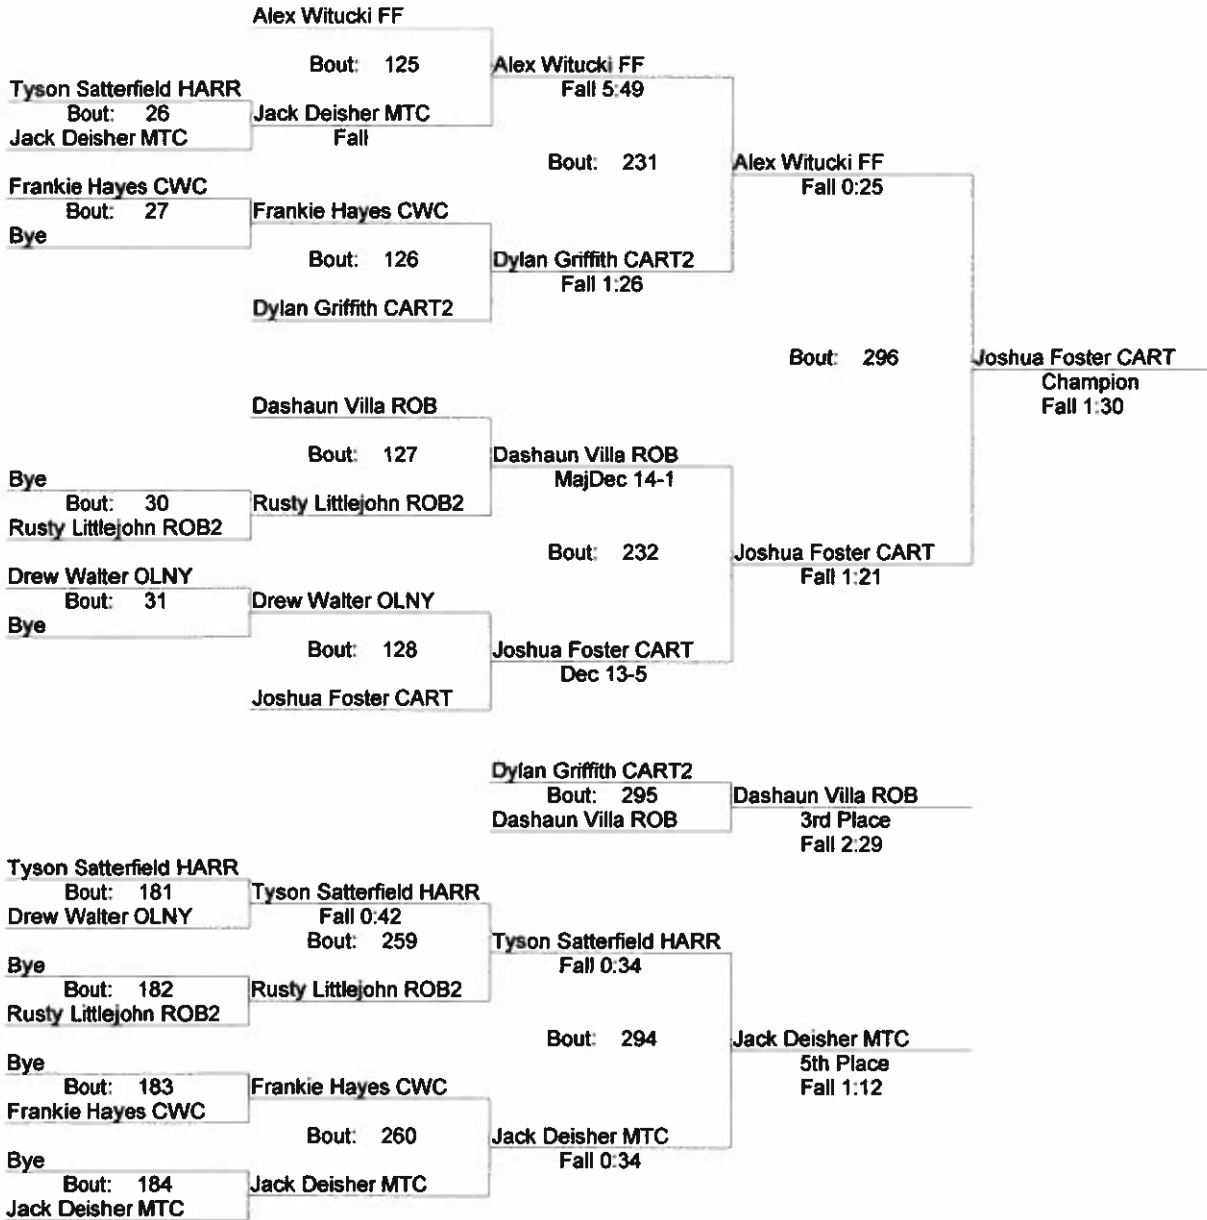 Alex Witucki FF
Bout: 125
Alex Witucki FF
Fall 5:49
Tyson Satterfield HARR
Bout: 26
Jack Deisher MTC
Jack Deisher MTC
Fall
Bout: 231
Alex Witucki FF
Fall 0:25
Frankie Hayes CWC
Bout: 27
Bye
Frankie Hayes CWC
Bout: 126
Dylan Griffith CART2
Fall 1:26
Dylan Griffith CART2
Bout: 296
Joshua Foster CART
Champion
Fall 1:30
Dashaun Villa ROB
Bout: 127
Dashaun Villa ROB
MajDec 14-1
Bye
Bout: 30
Rusty Littlejohn ROB2
Rusty Littlejohn ROB2
Bout: 232
Joshua Foster CART
Fall 1:21
Drew Walter OLNY
Bout: 31
Bye
Drew Walter OLNY
Bout: 128
Joshua Foster CART
Dec 13-5
Joshua Foster CART
Dylan Griffith CART2
Bout: 295
Dashaun Villa ROB
Dashaun Villa ROB
3rd Place
Fall 2:29
Tyson Satterfield HARR
Bout: 181
Drew Walter OLNY
Tyson Satterfield HARR
Fall 0:42
Bout: 259
Tyson Satterfield HARR
Fall 0:34
Bye
Bout: 182
Rusty Littlejohn ROB2
Rusty Littlejohn ROB2
Bout: 294
Jack Deisher MTC
5th Place
Fall 1:12
Bye
Bout: 183
Frankie Hayes CWC
Frankie Hayes CWC
Bout: 260
Jack Deisher MTC
Fall 0:34
Bye
Bout: 184
Jack Deisher MTC
Jack Deisher MTC